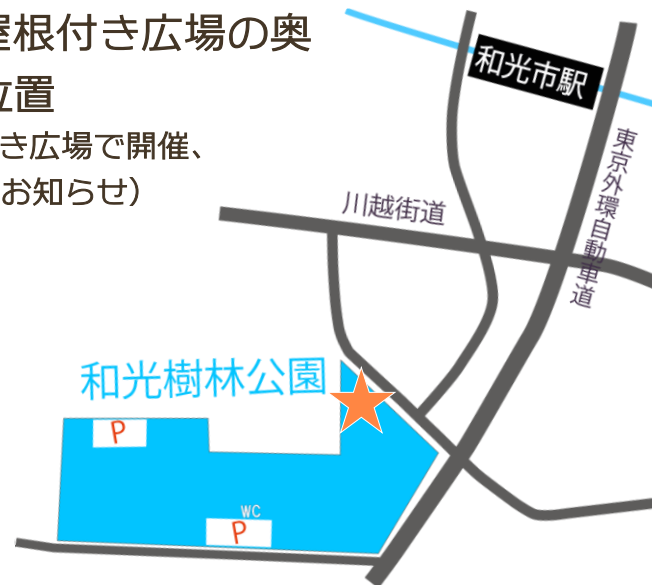 屋根付き広場の奥
位置
き広場で開催、
お知らせ）
和光市駅
東京外環自動車道
川越街道
和光樹林公園
P
WC
P